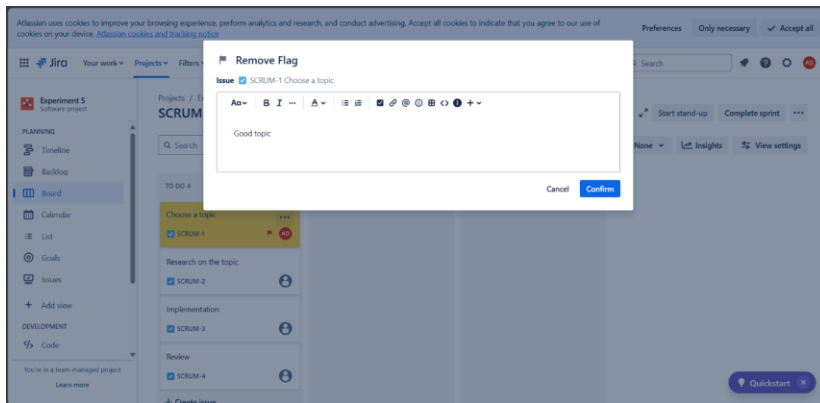 Atlassian uses cookies to improve your browsing experience, perform analytics and research, and conduct advertising. Accept all cookies to indicate that you agree to our use of
cookies on your device. Atlassian cookies and tracking notice
Preferences Only necessary Accept all
Jira Your work Projects Filters Search AD
Experiment 5
Software project
PLANNING
Timeline
Backlog
Board
Calendar
List
Goals
Issues
Add view
DEVELOPMENT
Code
You're in a team-managed project
Learn more
Projects /
SCRUM
Search
Start stand-up Complete sprint
None Insights View settings
Remove Flag
Issue SCRUM-1 Choose a topic
Aa B I ... A @ <> +
Good topic
Cancel Confirm
TO DO 4
Choose a topic
SCRUM-1 AD
Research on the topic
SCRUM-2
Implementation
SCRUM-3
Review
SCRUM-4
+ Create issue
Quickstart